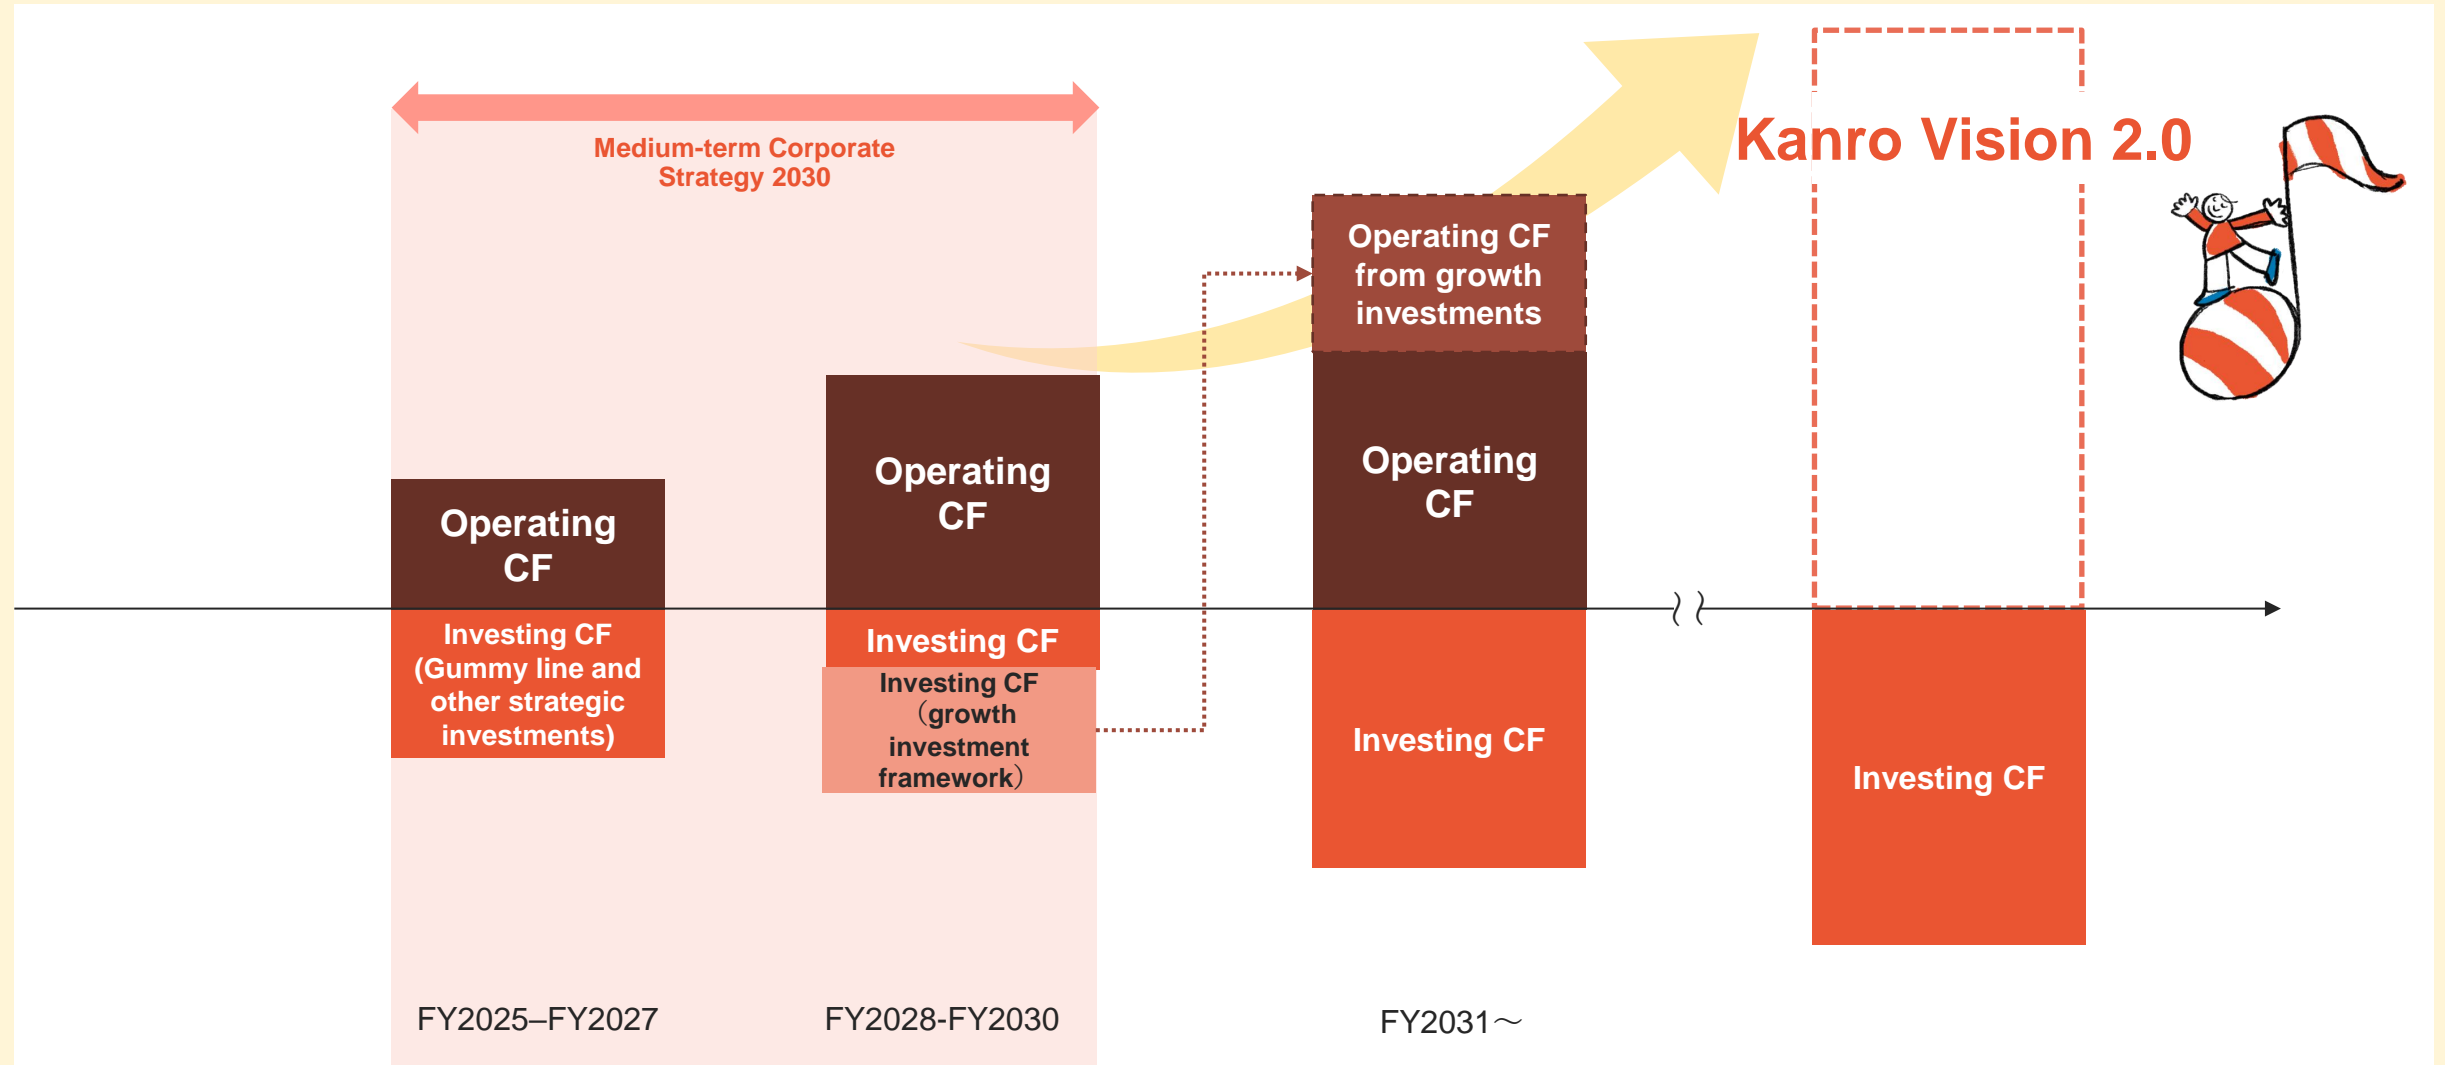 Medium-term Corporate
Strategy 2030
Kanro Vision 2.0
Operating CF
from growth
investments
Operating
CF
Operating
CF
Operating
CF
Investing CF
(Gummy line and
other strategic
investments)
Investing CF
Investing CF
（growth
investment
framework）
Investing CF
Investing CF
FY2025–FY2027
FY2028-FY2030
FY2031～